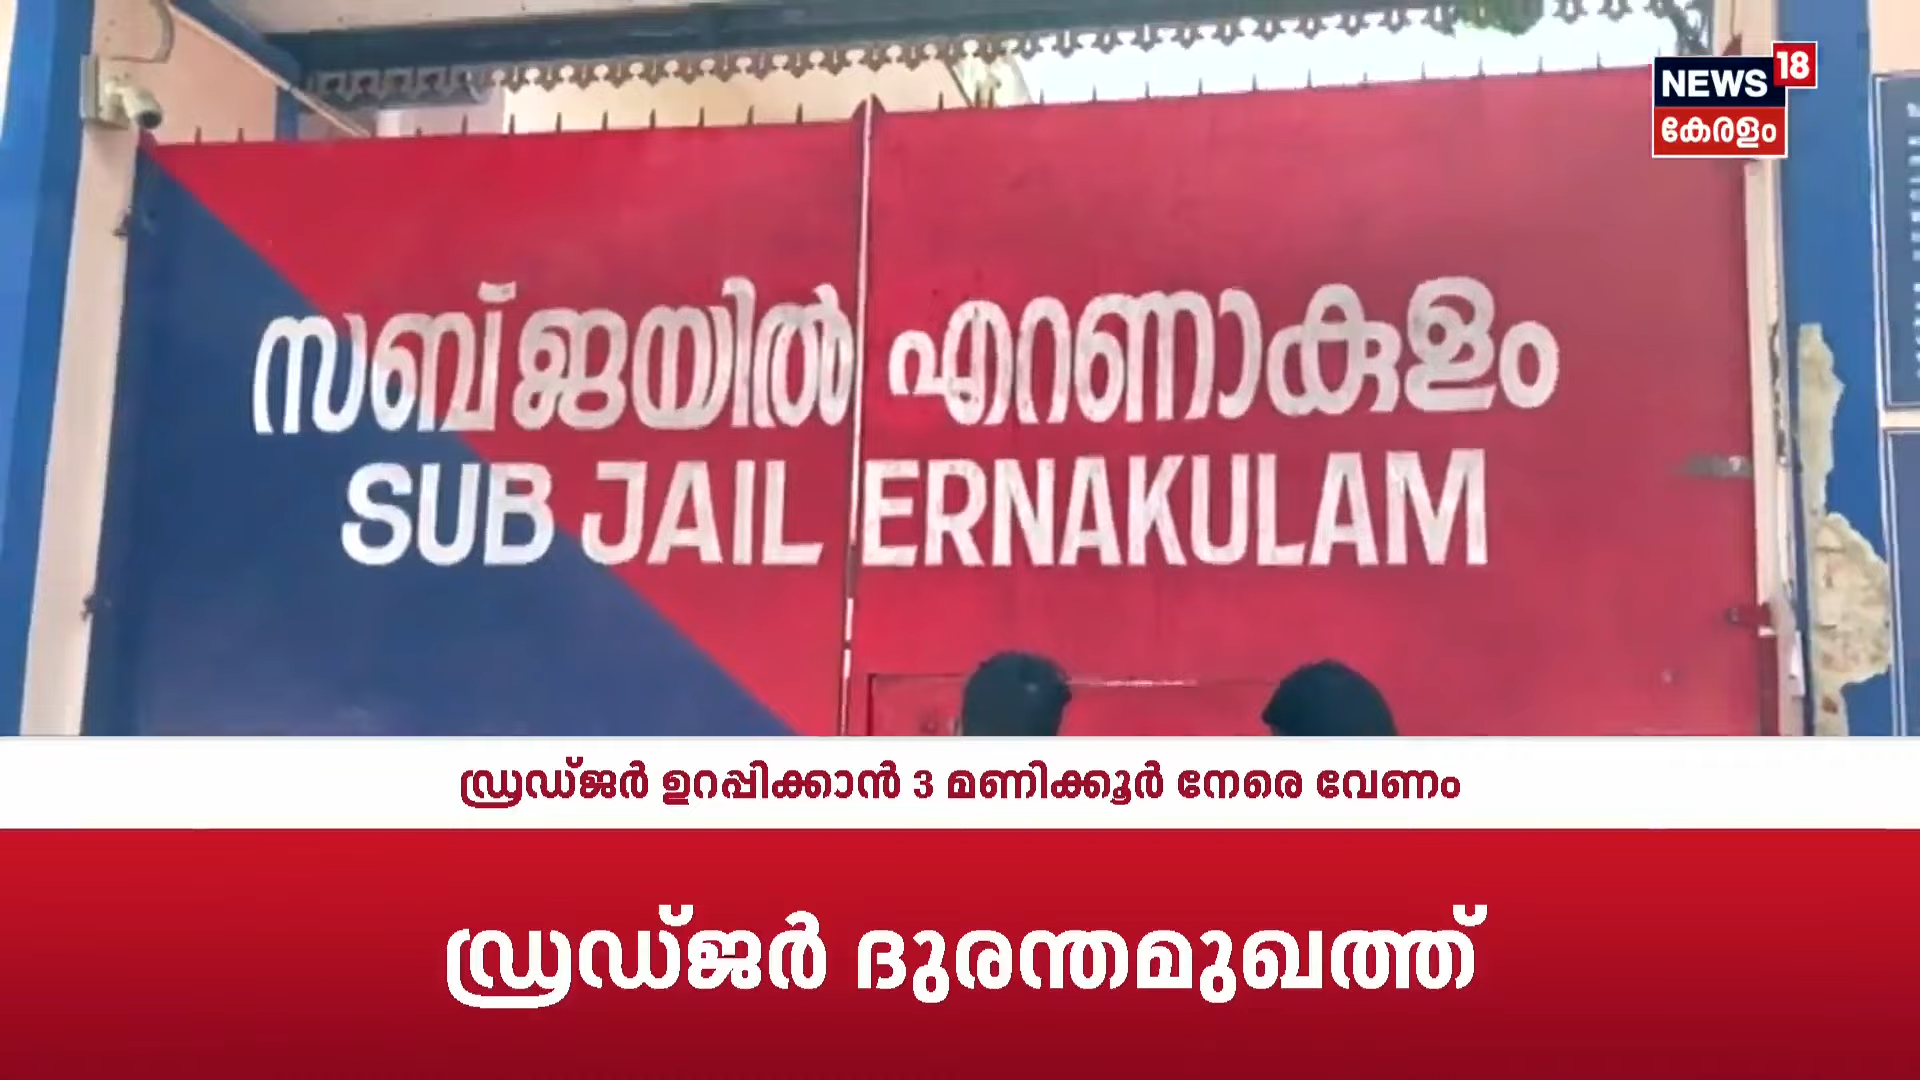 NEWS 18
കേരളം
സബ് ജയിൽ എറണാകുളം
SUB JAIL ERNAKULAM
ഡ്രഡ്ജർ ഉറപ്പിക്കാൻ 3 മണിക്കൂർ നേരെ വേണം
ഡ്രഡ്ജർ ദുരന്തമുഖത്ത്